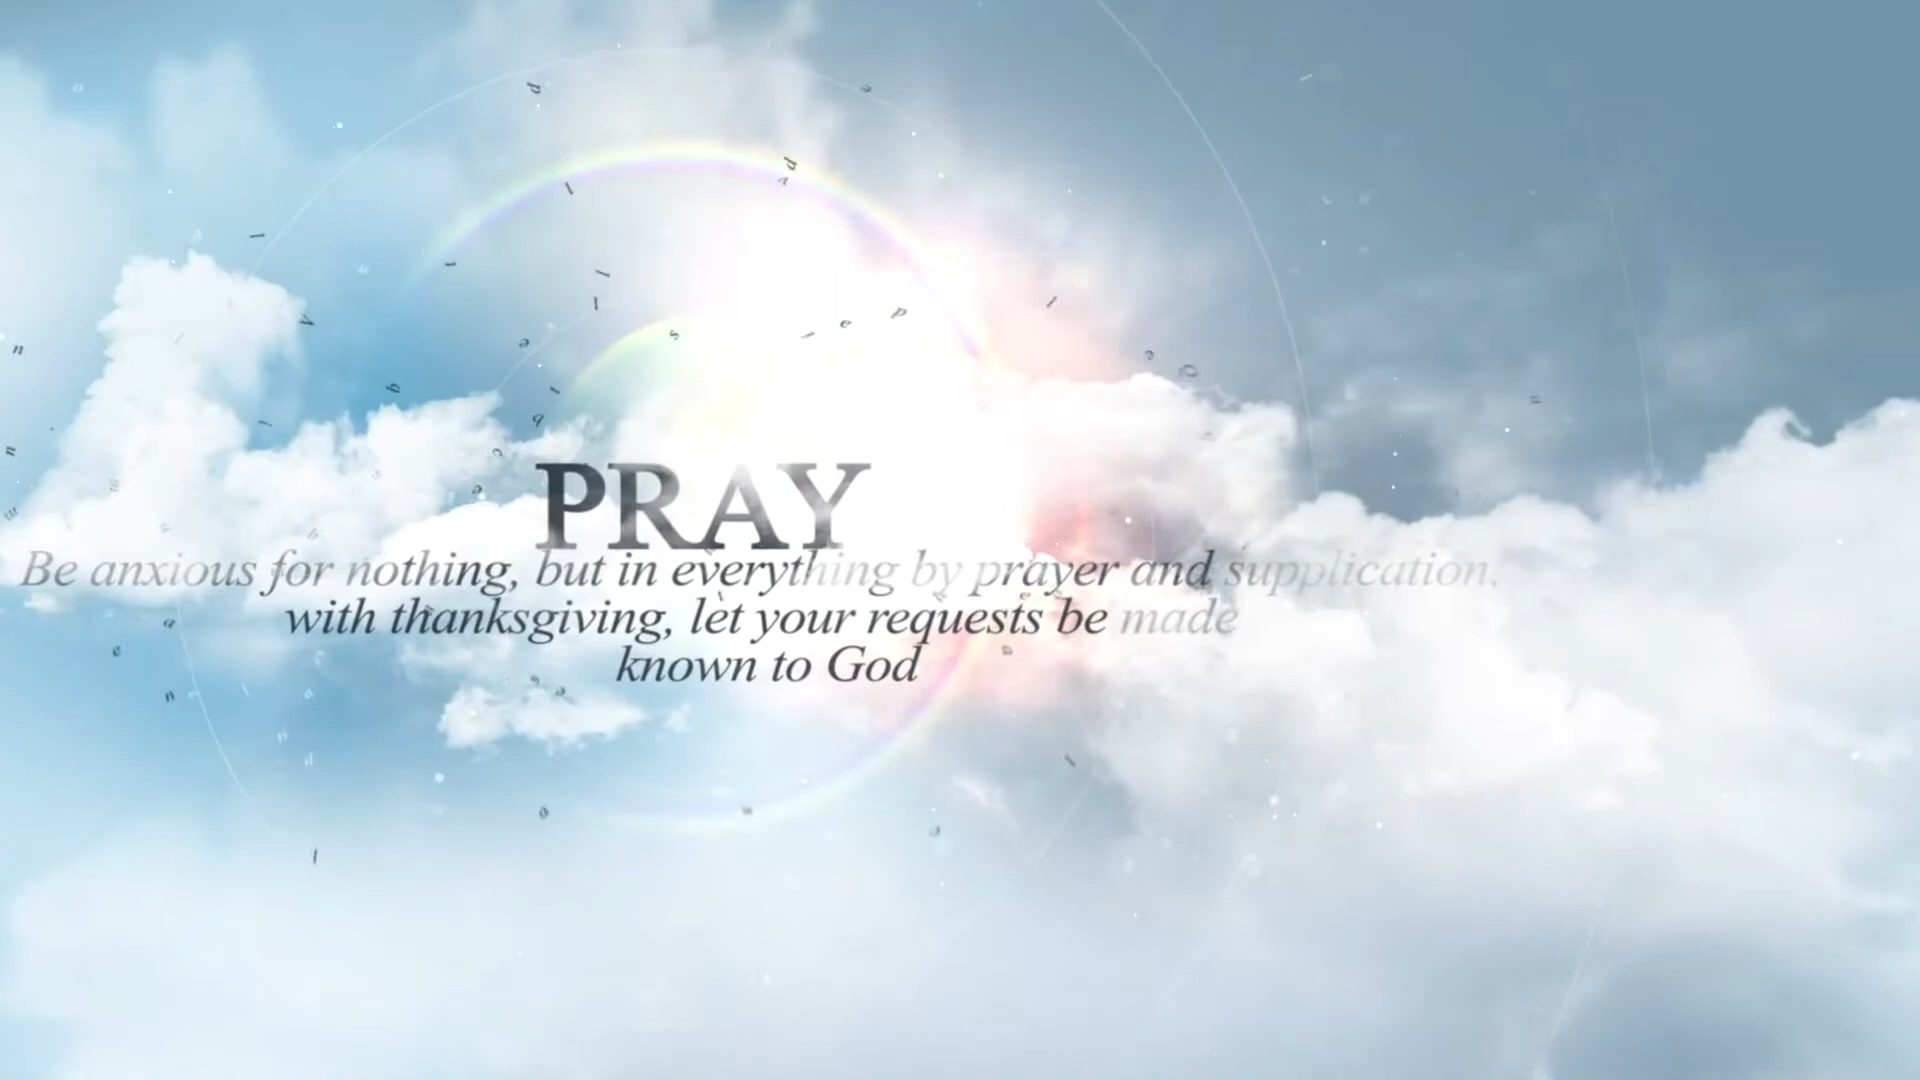 PRAY
Be anxious for nothing, but in everything by prayer and supplication,
with thanksgiving, let your requests be made
known to God